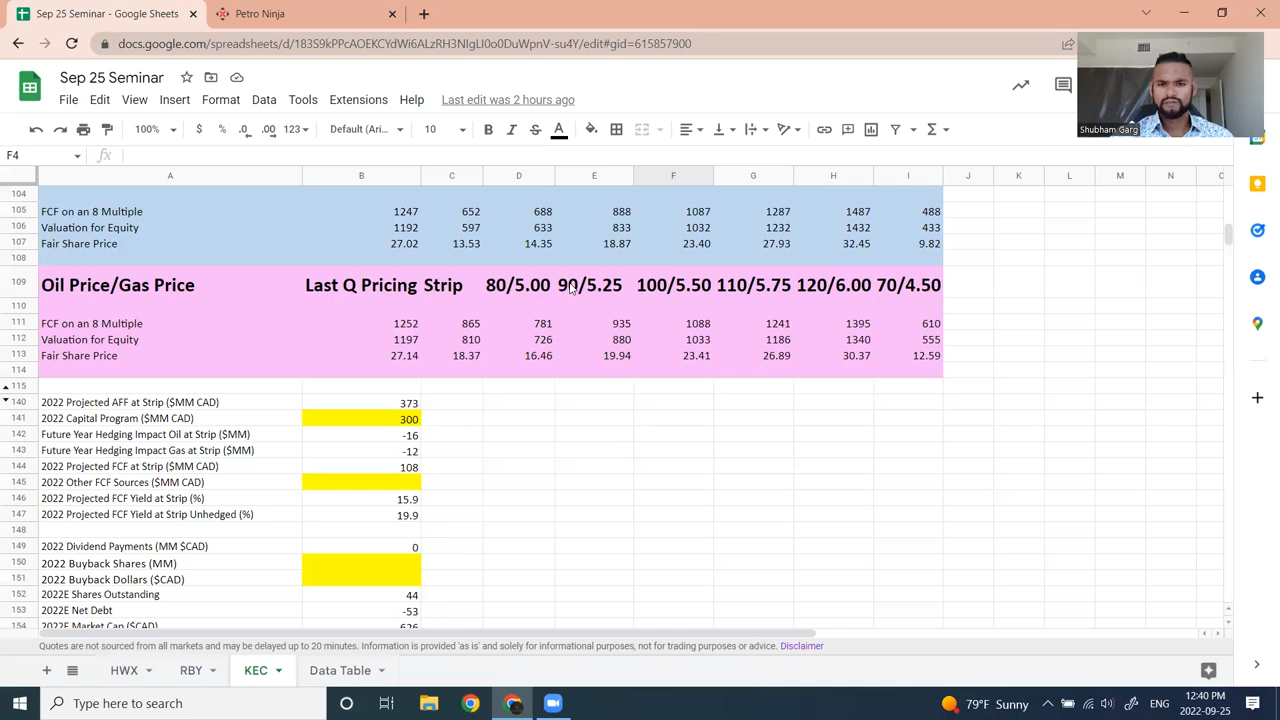 Sep 25 Seminar - Google Sheets × Petro Ninja × +
docs.google.com/spreadsheets/d/183S9kPPcAOEKCYdWi6ALzRH3NIgLI0o0DuWpnV-su4Y/edit#gid=615857900
Sep 25 Seminar
File Edit View Insert Format Data Tools Extensions Help Last edit was 2 hours ago
100% $ % .0 .00 123 Default (Ari... 10 B I S A
Shubham Garg
F4 fx
A B C D E F G H I J K L M N
104
105 FCF on an 8 Multiple 1247 652 688 888 1087 1287 1487 488
106 Valuation for Equity 1192 597 633 833 1032 1232 1432 433
107 Fair Share Price 27.02 13.53 14.35 18.87 23.40 27.93 32.45 9.82
108
109 Oil Price/Gas Price Last Q Pricing Strip 80/5.00 90/5.25 100/5.50 110/5.75 120/6.00 70/4.50
110
111 FCF on an 8 Multiple 1252 865 781 935 1088 1241 1395 610
112 Valuation for Equity 1197 810 726 880 1033 1186 1340 555
113 Fair Share Price 27.14 18.37 16.46 19.94 23.41 26.89 30.37 12.59
114
115
140 2022 Projected AFF at Strip ($MM CAD) 373
141 2022 Capital Program ($MM CAD) 300
142 Future Year Hedging Impact Oil at Strip ($MM) -16
143 Future Year Hedging Impact Gas at Strip ($MM) -12
144 2022 Projected FCF at Strip ($MM CAD) 108
145 2022 Other FCF Sources ($MM CAD)
146 2022 Projected FCF Yield at Strip (%) 15.9
147 2022 Projected FCF Yield at Strip Unhedged (%) 19.9
148
149 2022 Dividend Payments (MM $CAD) 0
150 2022 Buyback Shares (MM)
151 2022 Buyback Dollars ($CAD)
152 2022E Shares Outstanding 44
153 2022E Net Debt -53
154 2022E Market Cap ($CAD) 626
Quotes are not sourced from all markets and may be delayed up to 20 minutes. Information is provided 'as is' and solely for informational purposes, not for trading purposes or advice. Disclaimer
+ HWX RBY KEC Data Table
Type here to search
79°F Sunny ENG 12:40 PM
2022-09-25